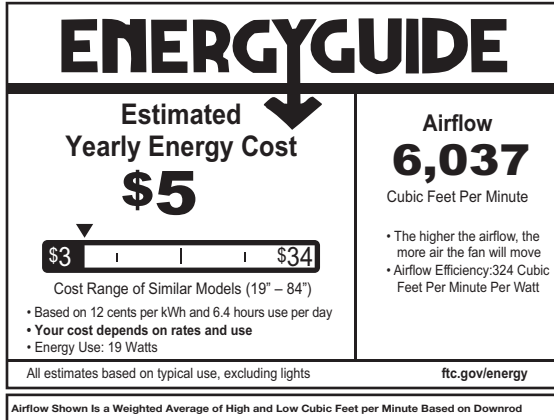 ENERGYGUIDE
Estimated
Yearly Energy Cost
$5
$3
$34
Cost Range of Similar Models (19” – 84”)
• Based on 12 cents per kWh and 6.4 hours use per day
• Your cost depends on rates and use
• Energy Use: 19 Watts
Airflow
6,037
Cubic Feet Per Minute
• The higher the airflow, the
more air the fan will move
• Airflow Efficiency:324 Cubic
Feet Per Minute Per Watt
All estimates based on typical use, excluding lights
ftc.gov/energy
Airflow Shown Is a Weighted Average of High and Low Cubic Feet per Minute Based on Downrod